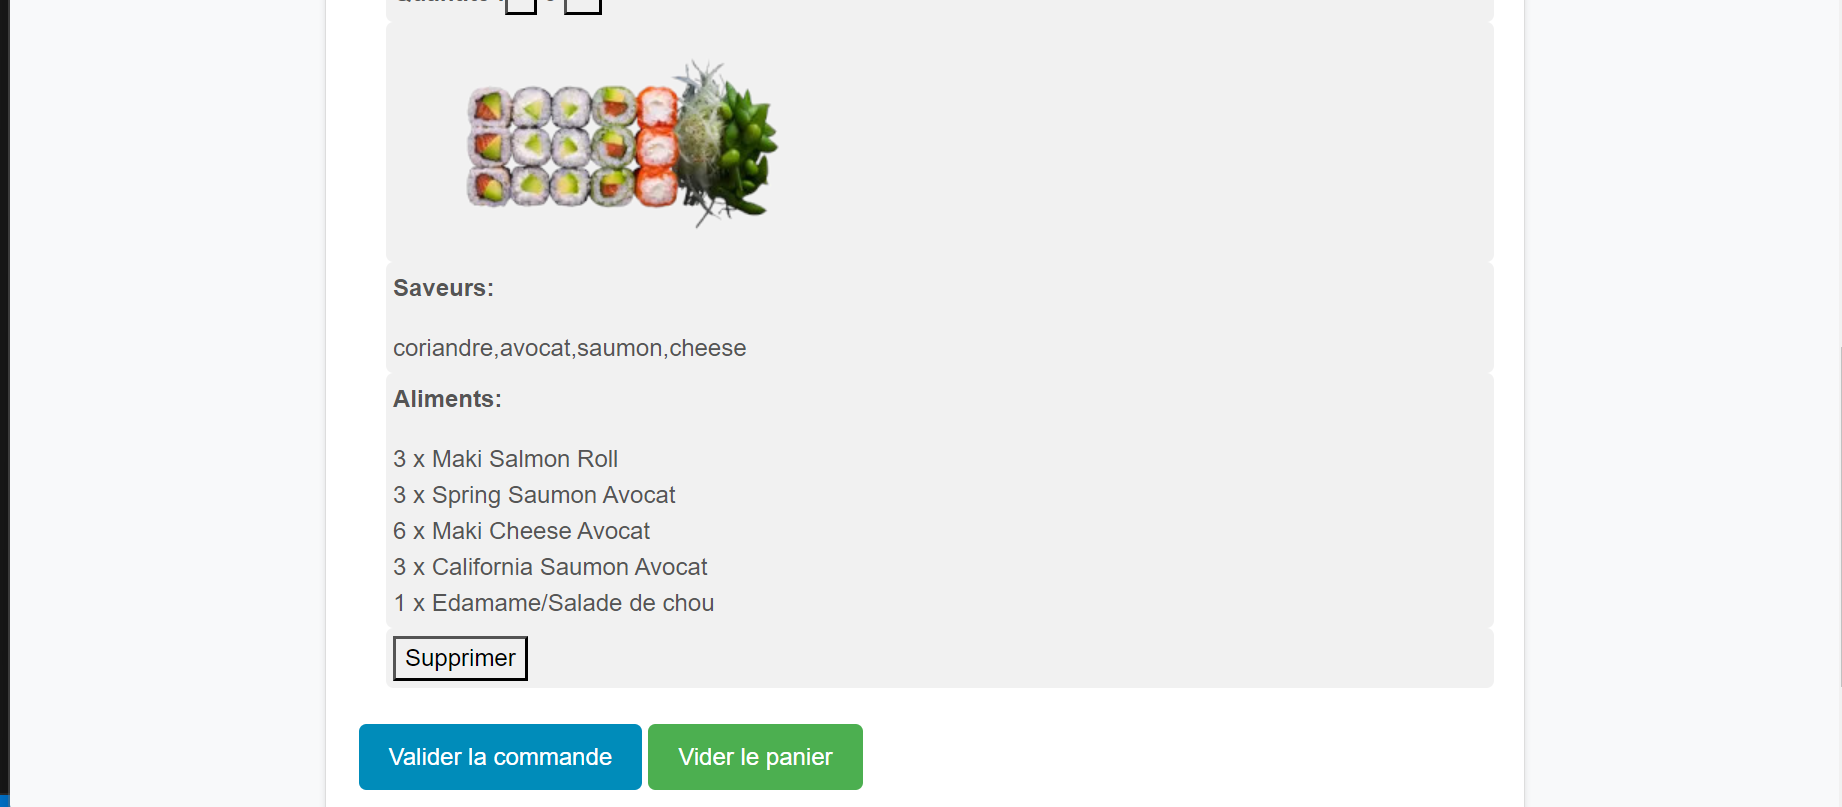 Saveurs:
coriandre,avocat,saumon,cheese
Aliments:
3 x Maki Salmon Roll
3 x Spring Saumon Avocat
6 x Maki Cheese Avocat
3 x California Saumon Avocat
1 x Edamame/Salade de chou
Supprimer
Valider la commande Vider le panier